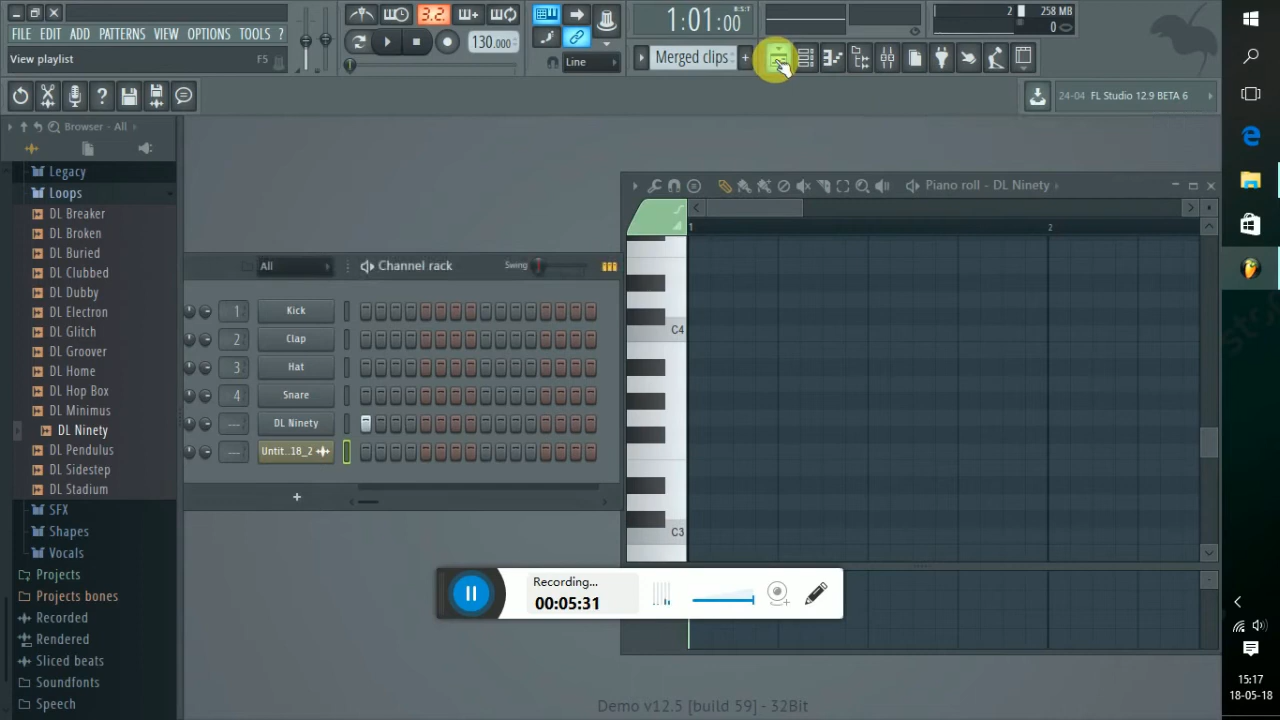 3.2.
130.000
1:01:00
B:S:T
2
258 MB
0
FILE EDIT ADD PATTERNS VIEW OPTIONS TOOLS ?
View playlist
F5
Line
Merged clips
24-04 FL Studio 12.9 BETA 6
Browser - All
Legacy
Loops
DL Breaker
DL Broken
DL Buried
DL Clubbed
DL Dubby
DL Electron
DL Glitch
DL Groover
DL Home
DL Hop Box
DL Minimus
DL Ninety
DL Pendulus
DL Sidestep
DL Stadium
SFX
Shapes
Vocals
Projects
Projects bones
Recorded
Rendered
Sliced beats
Soundfonts
Speech
All
Channel rack
Swing
1 Kick
2 Clap
3 Hat
4 Snare
--- DL Ninety
--- Untit..18_2
Piano roll - DL Ninety
1
2
C4
C3
Recording...
00:05:31
Demo v12.5 [build 59] - 32Bit
15:17
18-05-18